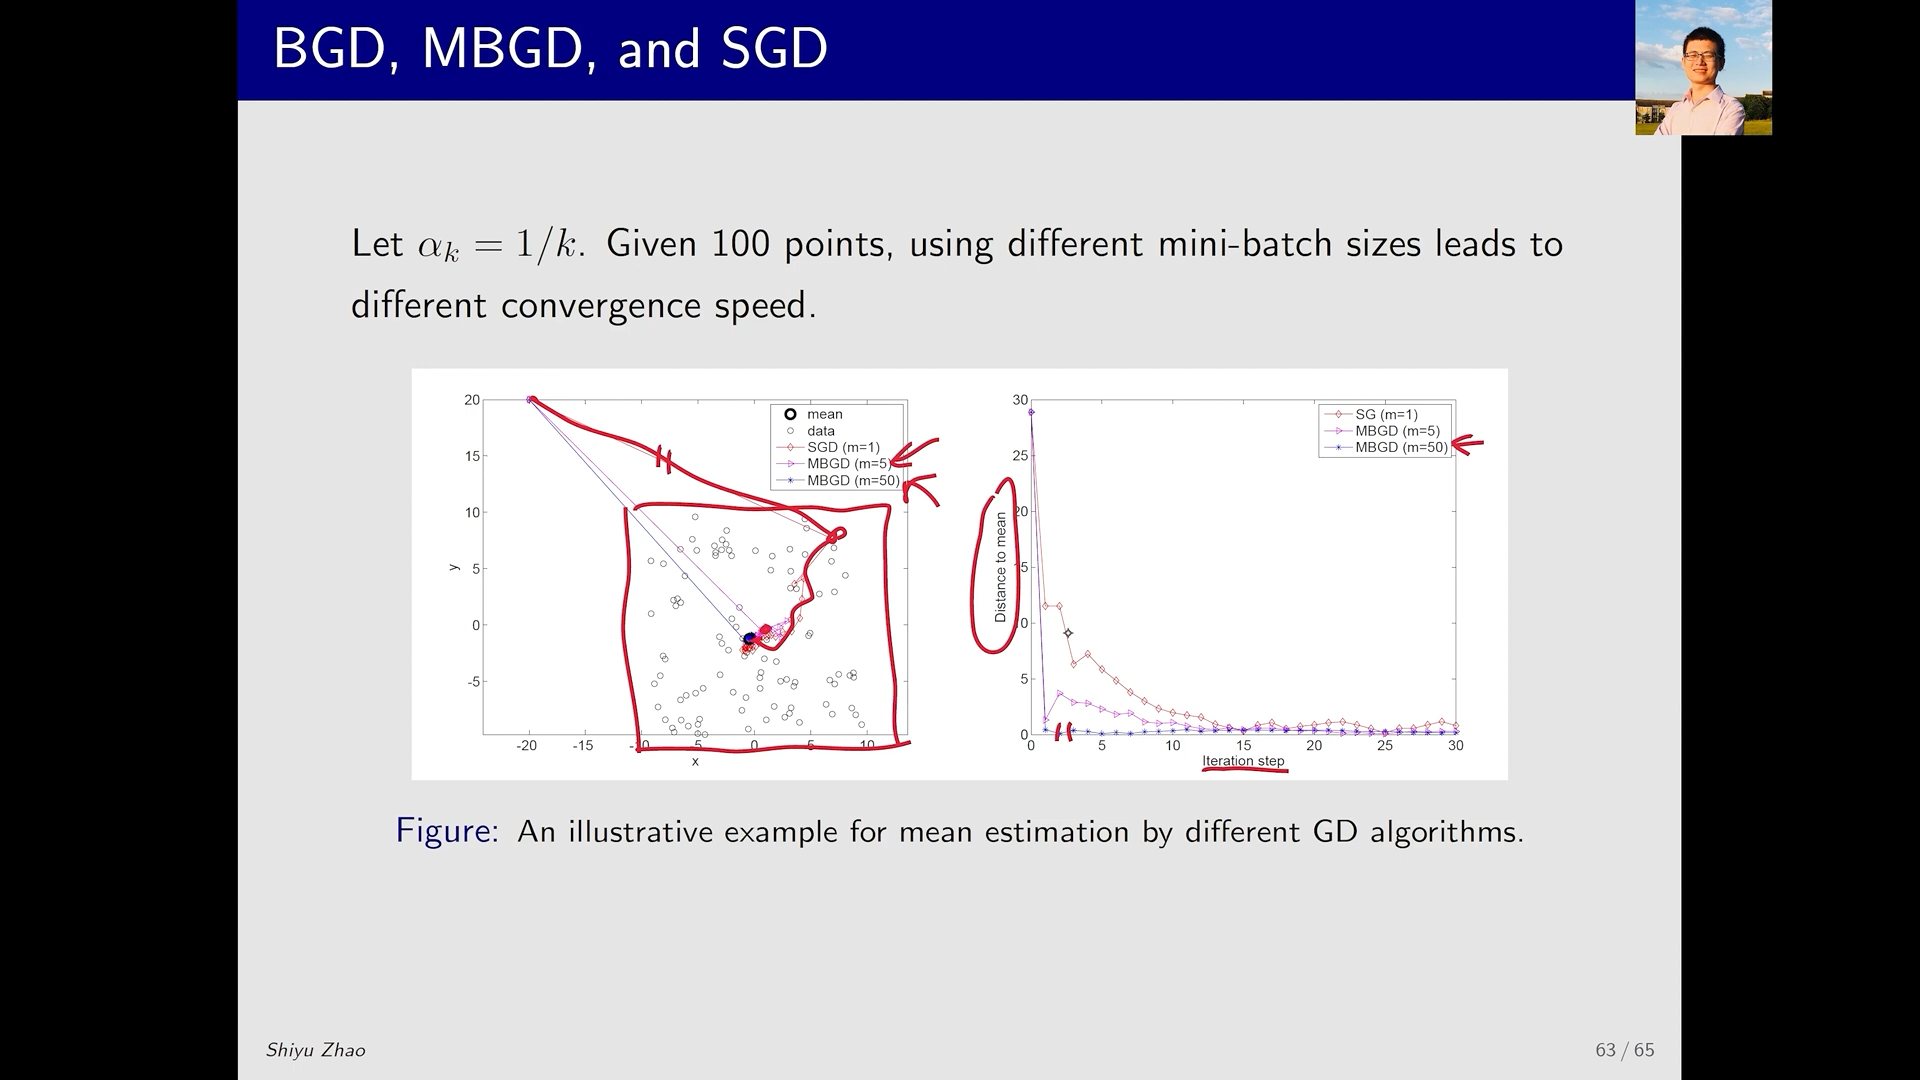 BGD, MBGD, and SGD
Let αk = 1/k. Given 100 points, using different mini-batch sizes leads to
different convergence speed.
20
15
10
5
0
-5
y
-20
-15
-10
-5
0
5
10
x
mean
data
SGD (m=1)
MBGD (m=5)
MBGD (m=50)
30
25
20
15
10
5
0
Distance to mean
0
5
10
15
20
25
30
Iteration step
SG (m=1)
MBGD (m=5)
MBGD (m=50)
Figure: An illustrative example for mean estimation by different GD algorithms.
Shiyu Zhao
63 / 65